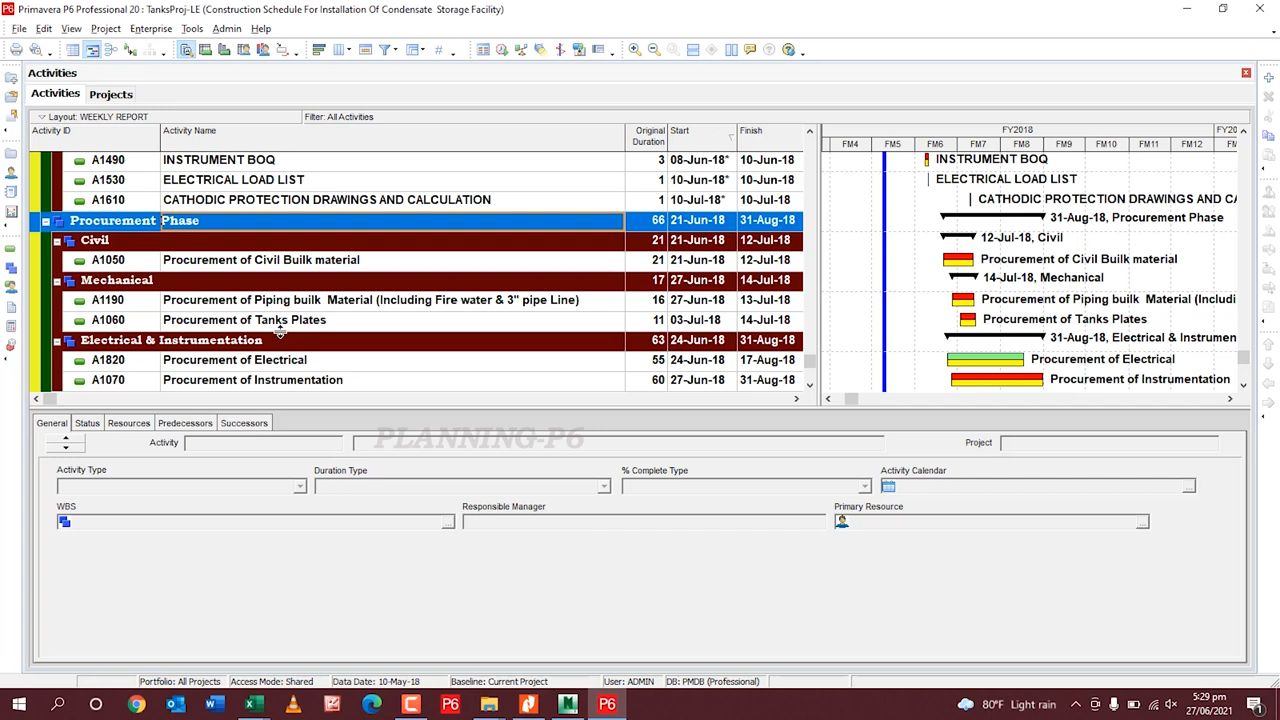 Primavera P6 Professional 20 : TanksProj-LE (Construction Schedule For Installation Of Condensate Storage Facility)
File Edit View Project Enterprise Tools Admin Help
Activities
Activities Projects
Layout: WEEKLY REPORT Filter: All Activities
Activity ID Activity Name Original Duration Start Finish
FY2018 FY20
FM4 FM5 FM6 FM7 FM8 FM9 FM10 FM11 FM12
A1490 INSTRUMENT BOQ 3 08-Jun-18* 10-Jun-18 INSTRUMENT BOQ
A1530 ELECTRICAL LOAD LIST 1 10-Jun-18* 10-Jun-18 ELECTRICAL LOAD LIST
A1610 CATHODIC PROTECTION DRAWINGS AND CALCULATION 1 10-Jul-18* 10-Jul-18 CATHODIC PROTECTION DRAWINGS AND CA
Procurement Phase 66 21-Jun-18 31-Aug-18 31-Aug-18, Procurement Phase
Civil 21 21-Jun-18 12-Jul-18 12-Jul-18, Civil
A1050 Procurement of Civil Builk material 21 21-Jun-18 12-Jul-18 Procurement of Civil Builk material
Mechanical 17 27-Jun-18 14-Jul-18 14-Jul-18, Mechanical
A1190 Procurement of Piping builk Material (Including Fire water & 3" pipe Line) 16 27-Jun-18 13-Jul-18 Procurement of Piping builk Material (Includi
A1060 Procurement of Tanks Plates 11 03-Jul-18 14-Jul-18 Procurement of Tanks Plates
Electrical & Instrumentation 63 24-Jun-18 31-Aug-18 31-Aug-18, Electrical & Instrumen
A1820 Procurement of Electrical 55 24-Jun-18 17-Aug-18 Procurement of Electrical
A1070 Procurement of Instrumentation 60 27-Jun-18 31-Aug-18 Procurement of Instrumentation
General Status Resources Predecessors Successors
Activity PLANNING-P6 Project
Activity Type Duration Type % Complete Type Activity Calendar
WBS Responsible Manager Primary Resource
Portfolio: All Projects Access Mode: Shared Data Date: 10-May-18 Baseline: Current Project User: ADMIN DB: PMDB (Professional)
80°F Light rain 5:29 pm
27/06/2021